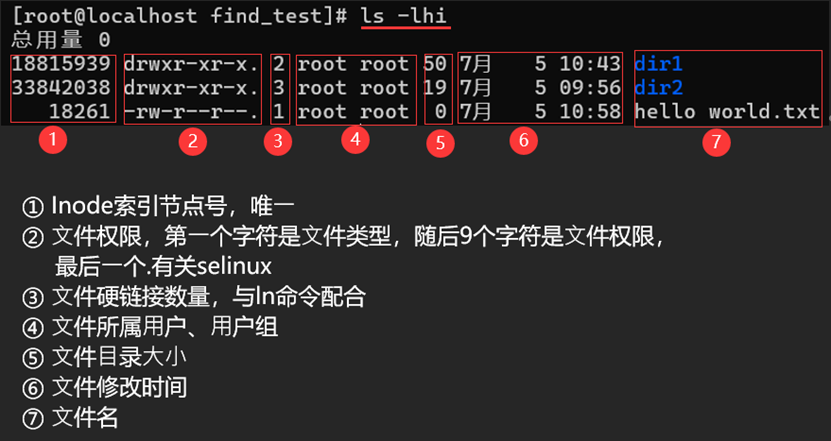 [root@localhost find_test]# ls -lhi
总用量 0
18815939 drwxr-xr-x. 2 root root 50 7月 5 10:43 dir1
33842038 drwxr-xr-x. 3 root root 19 7月 5 09:56 dir2
18261 -rw-r--r--. 1 root root 0 7月 5 10:58 hello world.txt
1 2 3 4 5 6 7
① Inode索引节点号，唯一
② 文件权限，第一个字符是文件类型，随后9个字符是文件权限，
最后一个.有关selinux
③ 文件硬链接数量，与ln命令配合
④ 文件所属用户、用户组
⑤ 文件目录大小
⑥ 文件修改时间
⑦ 文件名